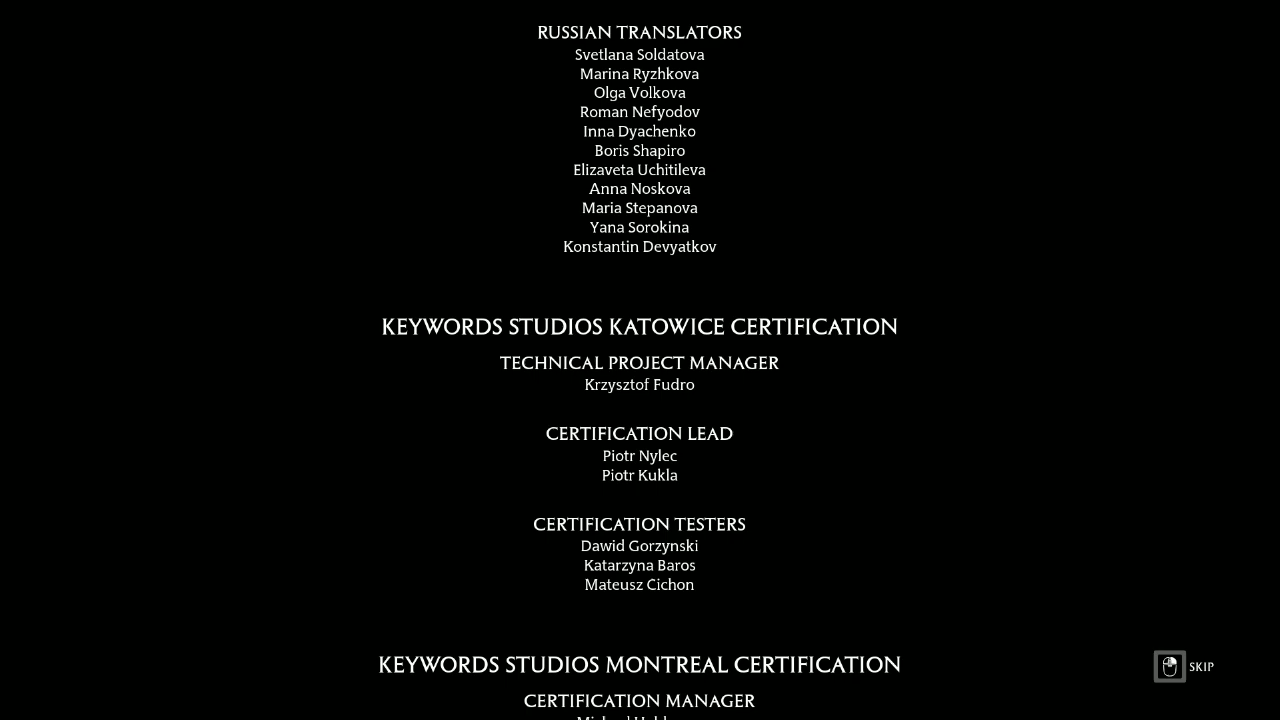 RUSSIAN TRANSLATORS
Svetlana Soldatova
Marina Ryzhkova
Olga Volkova
Roman Nefyodov
Inna Dyachenko
Boris Shapiro
Elizaveta Uchitileva
Anna Noskova
Maria Stepanova
Yana Sorokina
Konstantin Devyatkov
KEYWORDS STUDIOS KATOWICE CERTIFICATION
TECHNICAL PROJECT MANAGER
Krzysztof Fudro
CERTIFICATION LEAD
Piotr Nylec
Piotr Kukla
CERTIFICATION TESTERS
Dawid Gorzynski
Katarzyna Baros
Mateusz Cichon
KEYWORDS STUDIOS MONTREAL CERTIFICATION
SKIP
CERTIFICATION MANAGER